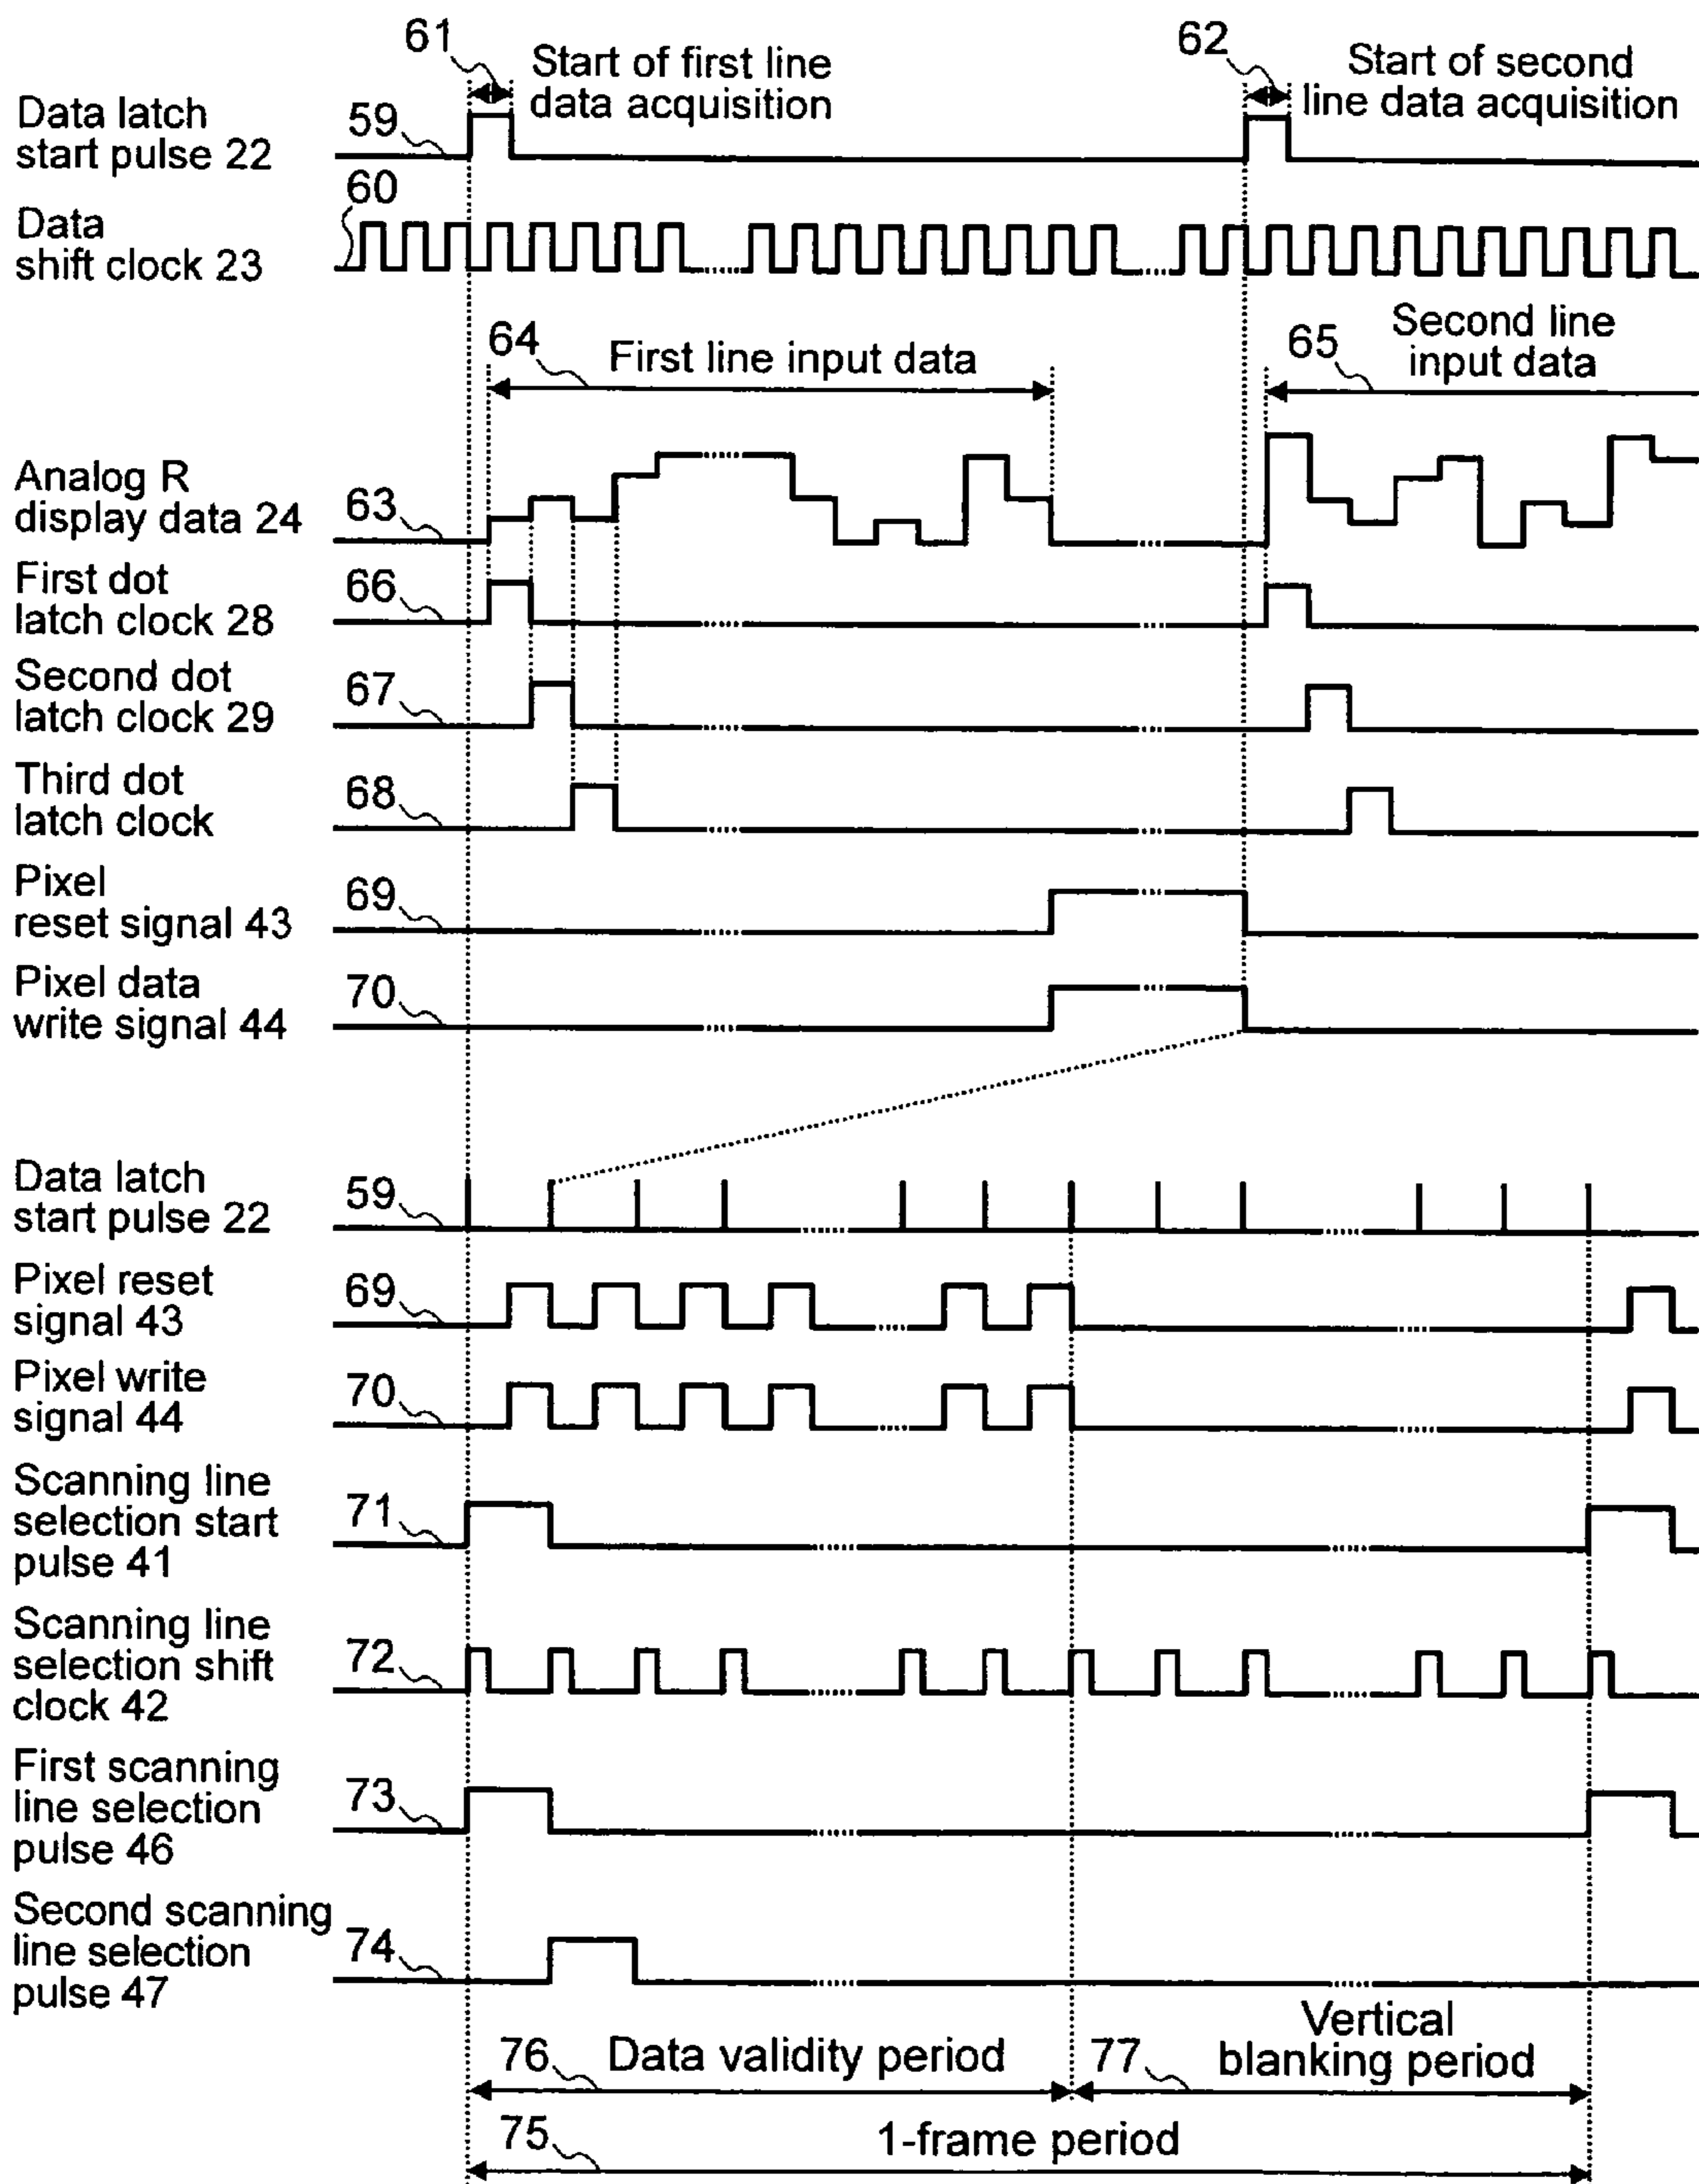 61
Start of first line
data acquisition
62
Start of second
line data acquisition
Data latch
start pulse 22
59
60
Data
shift clock 23
64
First line input data
65
Second line
input data
Analog R
display data 24
63
First dot
latch clock 28
66
Second dot
latch clock 29
67
Third dot
latch clock
68
Pixel
reset signal 43
69
Pixel data
write signal 44
70
Data latch
start pulse 22
59
Pixel reset
signal 43
69
Pixel write
signal 44
70
Scanning line
selection start
pulse 41
71
Scanning line
selection shift
clock 42
72
First scanning
line selection
pulse 46
73
Second scanning
line selection
pulse 47
74
76
Data validity period
77
Vertical
blanking period
75
1-frame period